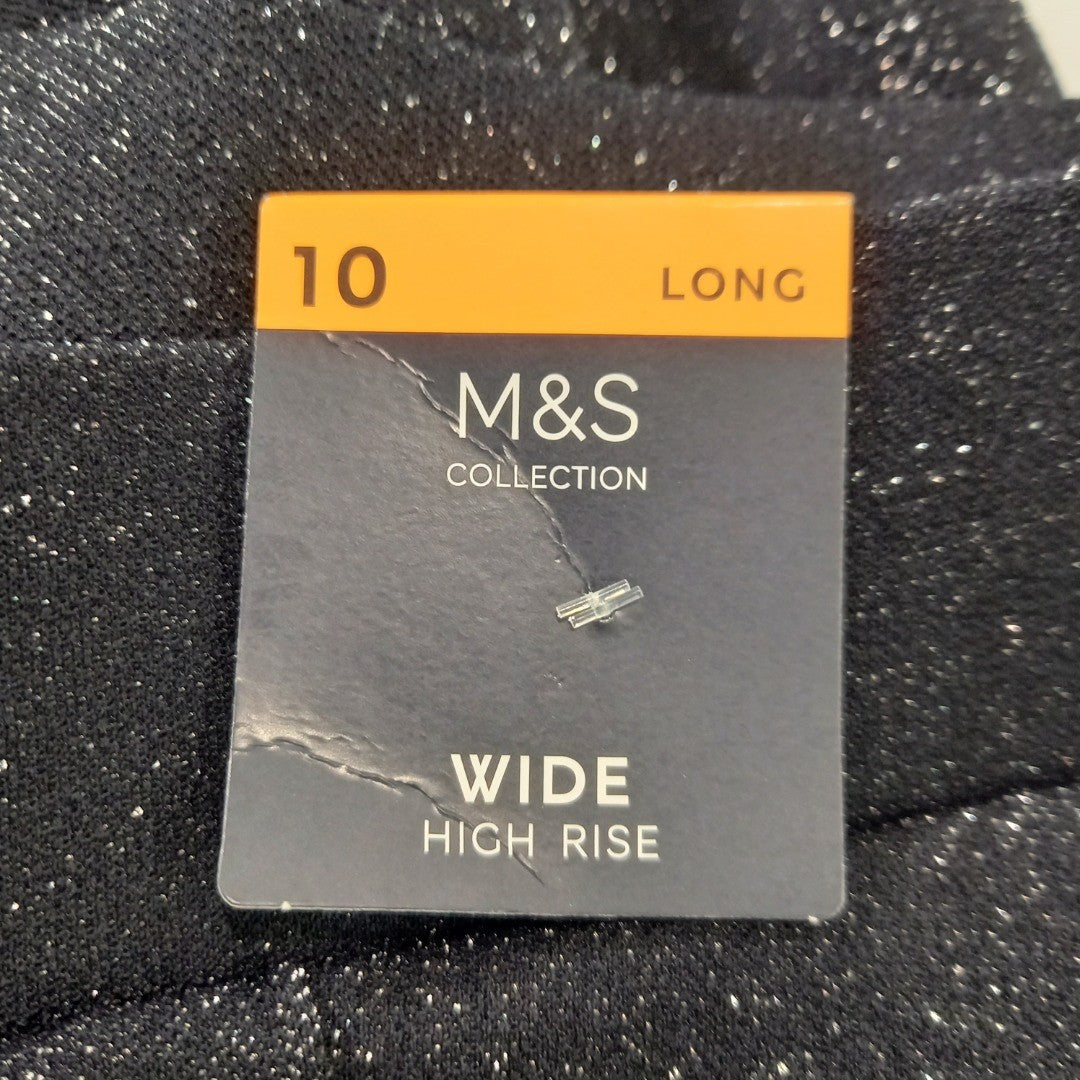 10 LONG
M&S
COLLECTION
WIDE
HIGH RISE